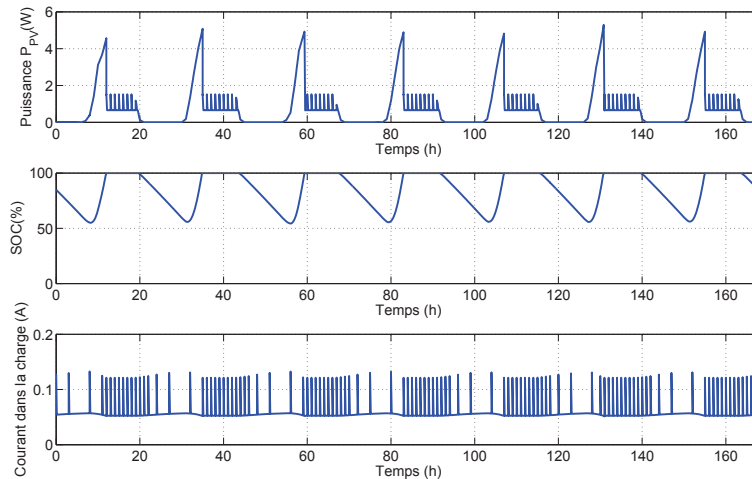 Puissance P_PV(W)
6
4
2
0
0 20 40 60 80 100 120 140 160
Temps (h)
SOC(%)
100
50
0
0 20 40 60 80 100 120 140 160
Temps (h)
Courant dans la charge (A)
0.2
0.1
0
0 20 40 60 80 100 120 140 160
Temps (h)